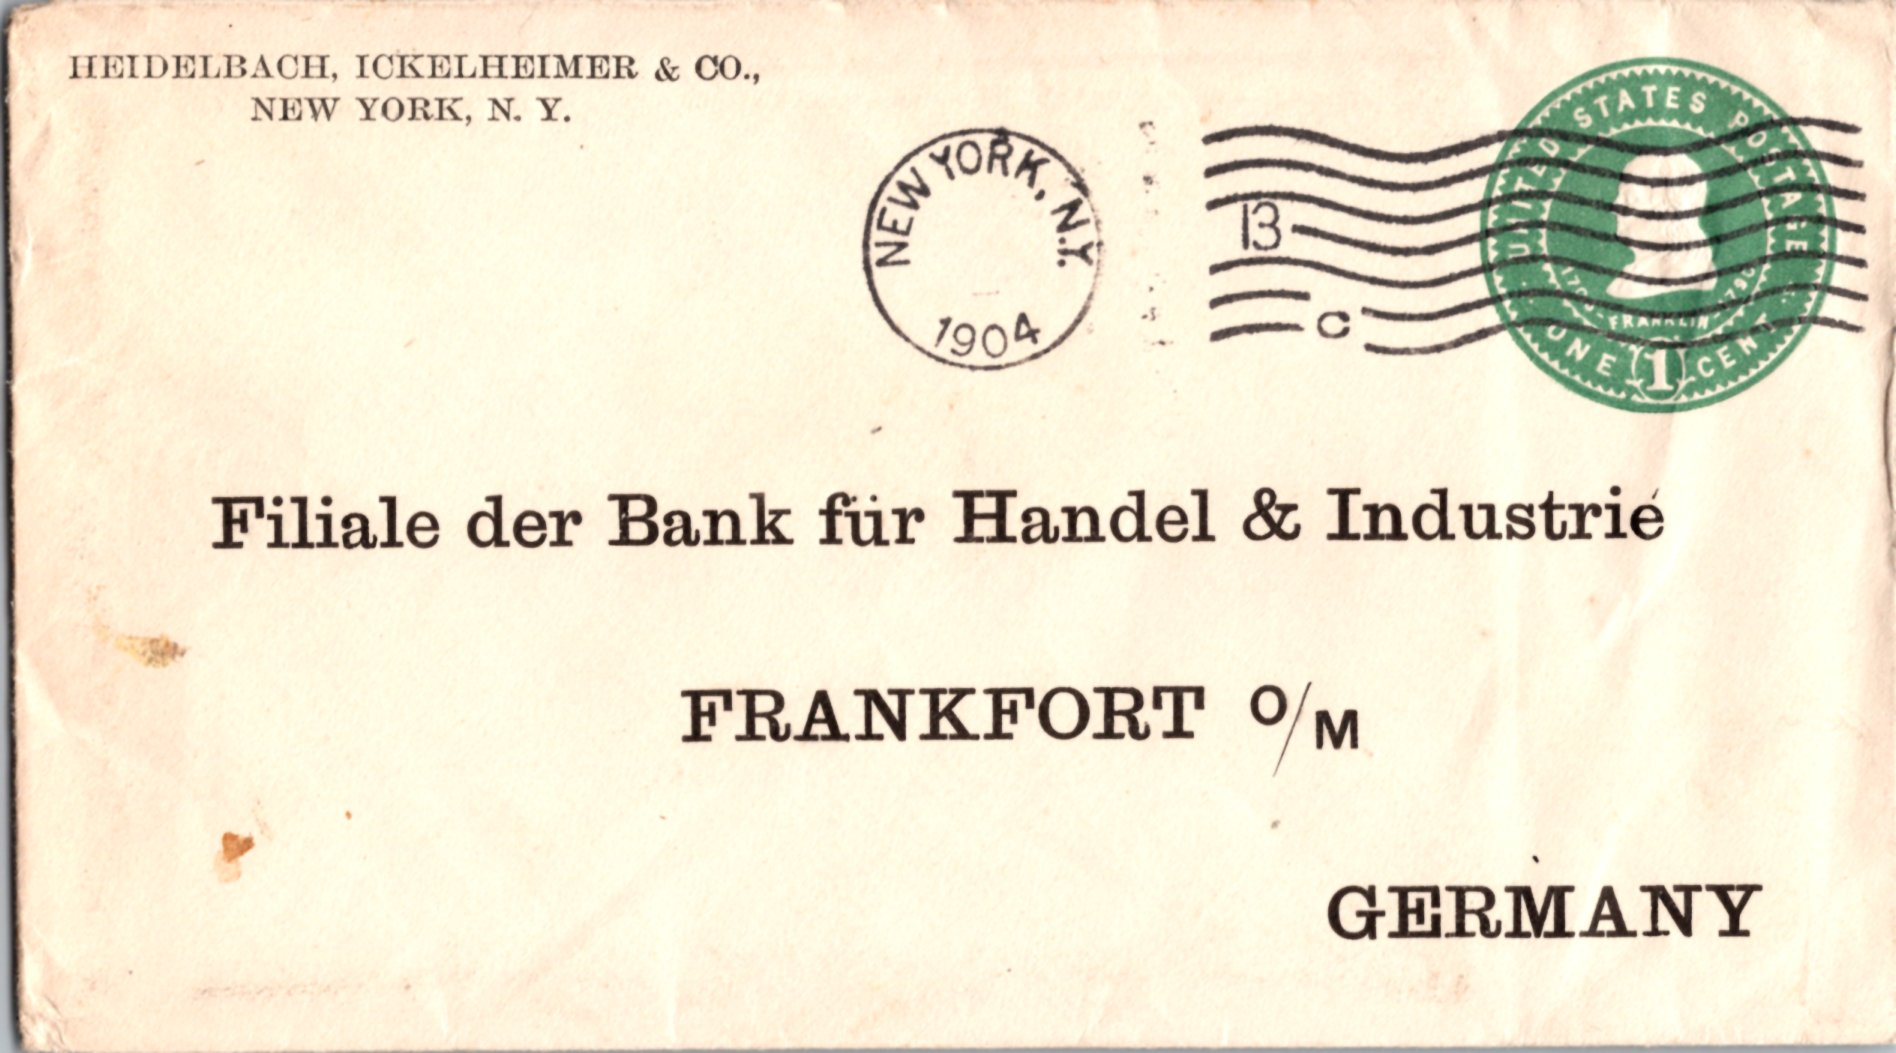 HEIDELBACH, ICKELHEIMER & CO.,
NEW YORK, N. Y.
NEW YORK, N.Y.
1904
13
C
UNITED STATES POSTAGE
FRANKLIN
ONE 1 CENT
Filiale der Bank für Handel & Industrie
FRANKFORT O/M
GERMANY